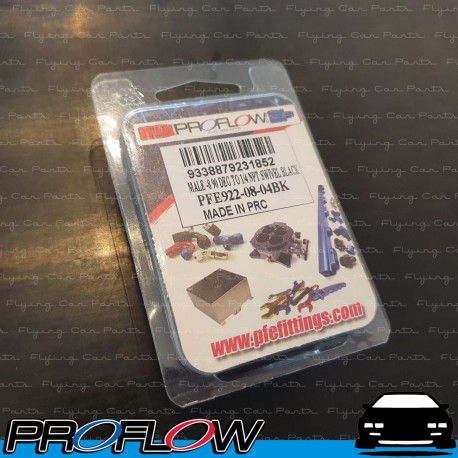 PROFLOW
9338879231852
MALE -8 90 DEG TO 1/4 NPT SWIVEL BLACK
PFE922-08-04BK
MADE IN PRC
www.pfefittings.com
Flying Car Parts
PROFLOW